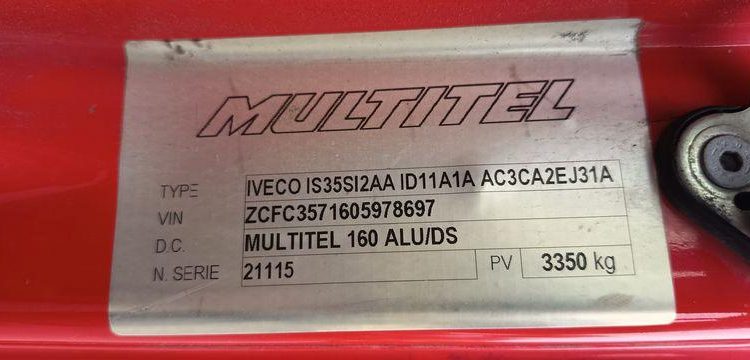 MULTITEL
TYPE IVECO IS35SI2AA ID11A1A AC3CA2EJ31A
VIN ZCFC3571605978697
D.C. MULTITEL 160 ALU/DS
N. SERIE 21115 PV 3350 kg